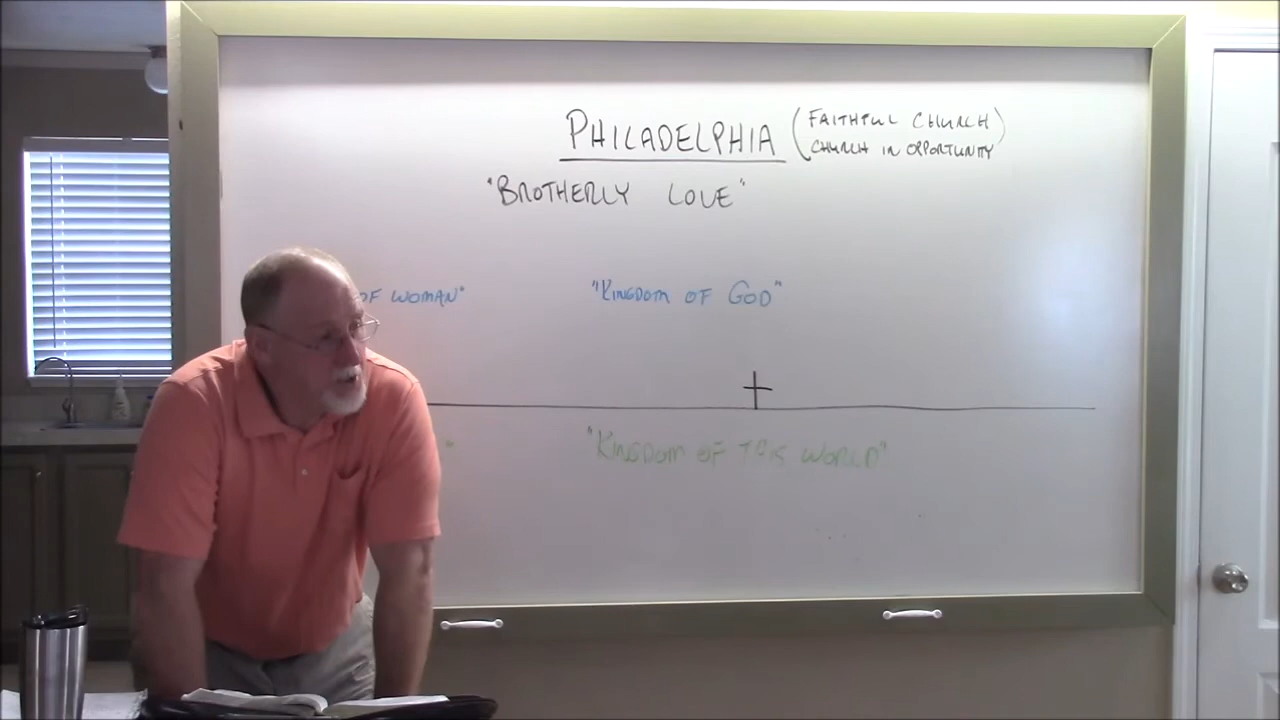 PHILADELPHIA (FAITHFUL CHURCH)
CHURCH IN OPPORTUNITY
"BROTHERLY LOVE"
OF WOMAN" "KINGDOM OF GOD"
" "KINGDOM OF THIS WORLD"